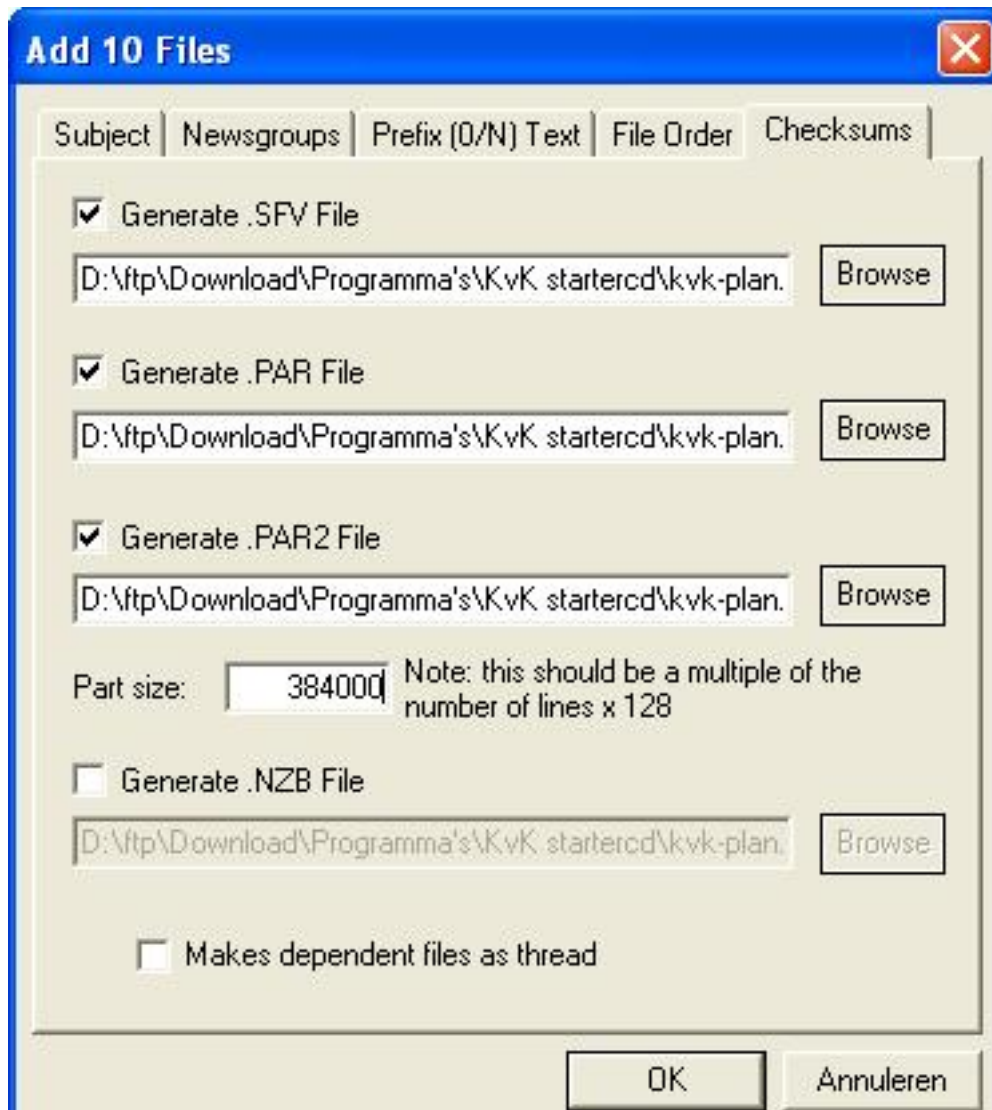 Add 10 Files
Subject
Newsgroups
Prefix (0/N) Text
File Order
Checksums
Generate .SFV File
D:\ftp\Download\Programma's\KvK startercd\kvk-plan.
Browse
Generate .PAR File
D:\ftp\Download\Programma's\KvK startercd\kvk-plan.
Browse
Generate .PAR2 File
D:\ftp\Download\Programma's\KvK startercd\kvk-plan.
Browse
Part size:
384000
Note: this should be a multiple of the
number of lines x 128
Generate .NZB File
D:\ftp\Download\Programma's\KvK startercd\kvk-plan.
Browse
Makes dependent files as thread
OK
Annuleren